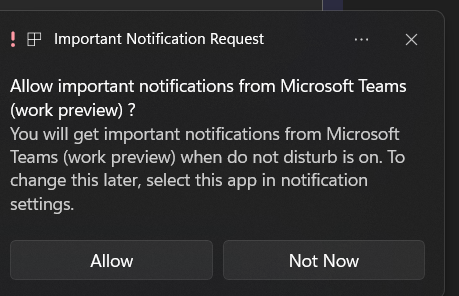 Important Notification Request
Allow important notifications from Microsoft Teams
(work preview) ?
You will get important notifications from Microsoft
Teams (work preview) when do not disturb is on. To
change this later, select this app in notification
settings.
Allow
Not Now